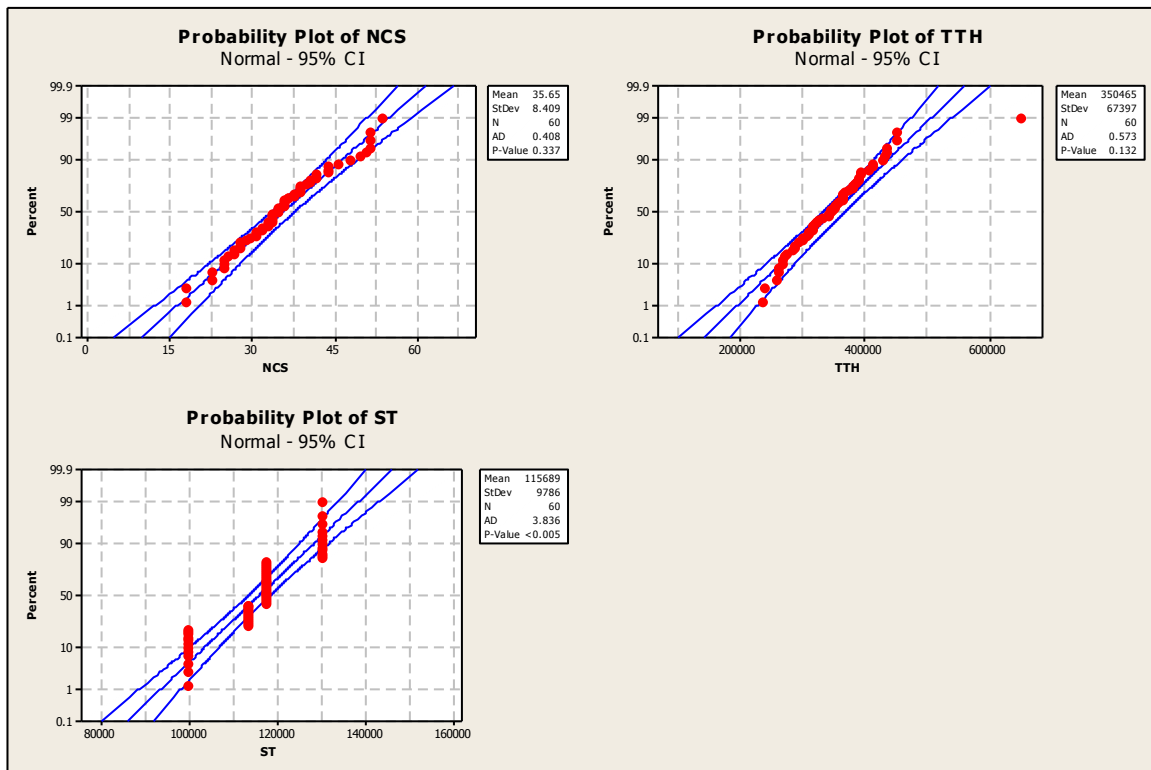 Probability Plot of NCS
Normal - 95% CI
99.9
99
90
50
10
1
0.1
Percent
0
15
30
45
60
NCS
Mean 35.65
StDev 8.409
N 60
AD 0.408
P-Value 0.337
Probability Plot of TTH
Normal - 95% CI
99.9
99
90
50
10
1
0.1
Percent
200000
400000
600000
TTH
Mean 350465
StDev 67397
N 60
AD 0.573
P-Value 0.132
Probability Plot of ST
Normal - 95% CI
99.9
99
90
50
10
1
0.1
Percent
80000
100000
120000
140000
160000
ST
Mean 115689
StDev 9786
N 60
AD 3.836
P-Value <0.005